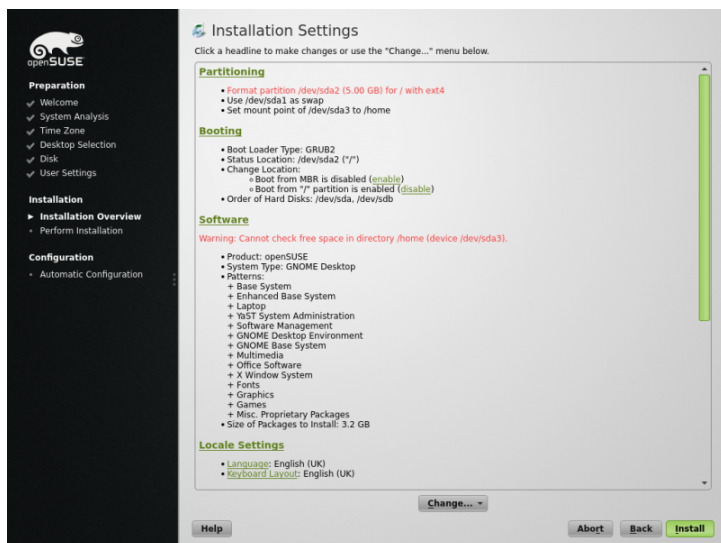 openSUSE
Preparation
Welcome
System Analysis
Time Zone
Desktop Selection
Disk
User Settings
Installation
Installation Overview
Perform Installation
Configuration
Automatic Configuration
Installation Settings
Click a headline to make changes or use the "Change..." menu below.
Partitioning
• Format partition /dev/sda2 (5.00 GB) for / with ext4
• Use /dev/sda1 as swap
• Set mount point of /dev/sda3 to /home
Booting
• Boot Loader Type: GRUB2
• Status Location: /dev/sda2 ("/")
• Change Location:
Boot from MBR is disabled (enable)
Boot from "/" partition is enabled (disable)
• Order of Hard Disks: /dev/sda, /dev/sdb
Software
Warning: Cannot check free space in directory /home (device /dev/sda3).
• Product: openSUSE
• System Type: GNOME Desktop
• Patterns:
+ Base System
+ Enhanced Base System
+ Laptop
+ YaST System Administration
+ Software Management
+ GNOME Desktop Environment
+ GNOME Base System
+ Multimedia
+ Office Software
+ X Window System
+ Fonts
+ Graphics
+ Games
+ Misc. Proprietary Packages
• Size of Packages to Install: 3.2 GB
Locale Settings
• Language: English (UK)
• Keyboard Layout: English (UK)
Change...
Help
Abort
Back
Install